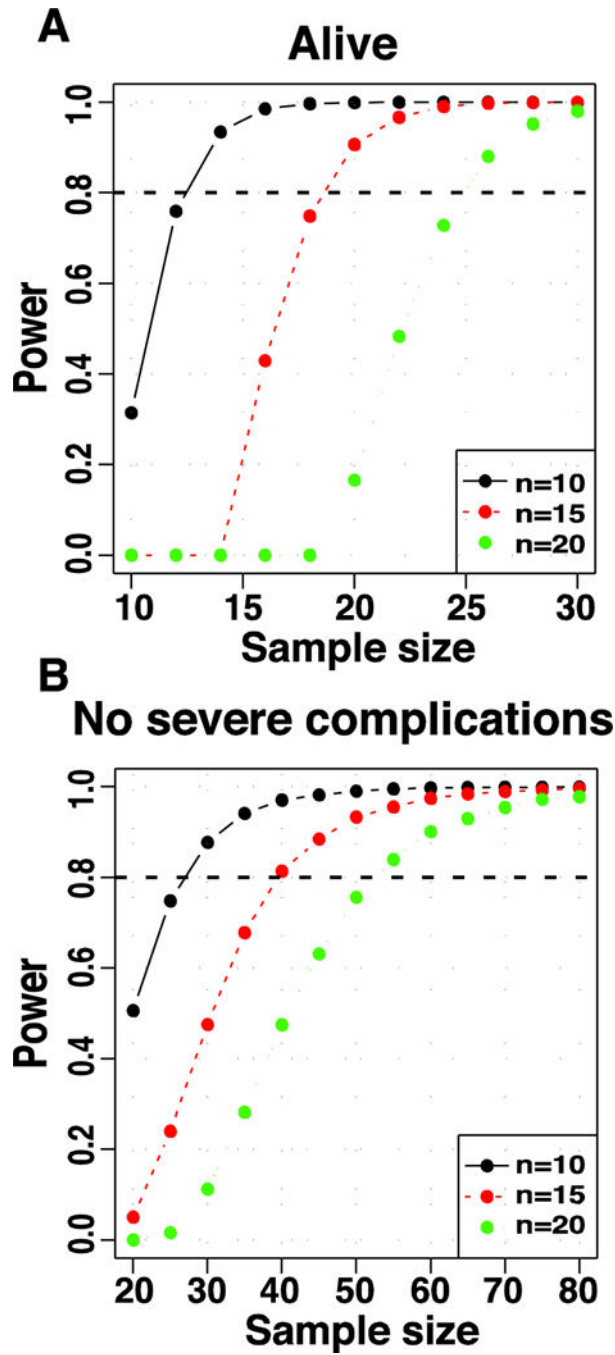 A
Alive
1.0
0.8
0.6
0.4
0.2
0.0
Power
n=10
n=15
n=20
10 15 20 25 30
Sample size
B
No severe complications
1.0
0.8
0.6
0.4
0.2
0.0
Power
n=10
n=15
n=20
20 30 40 50 60 70 80
Sample size